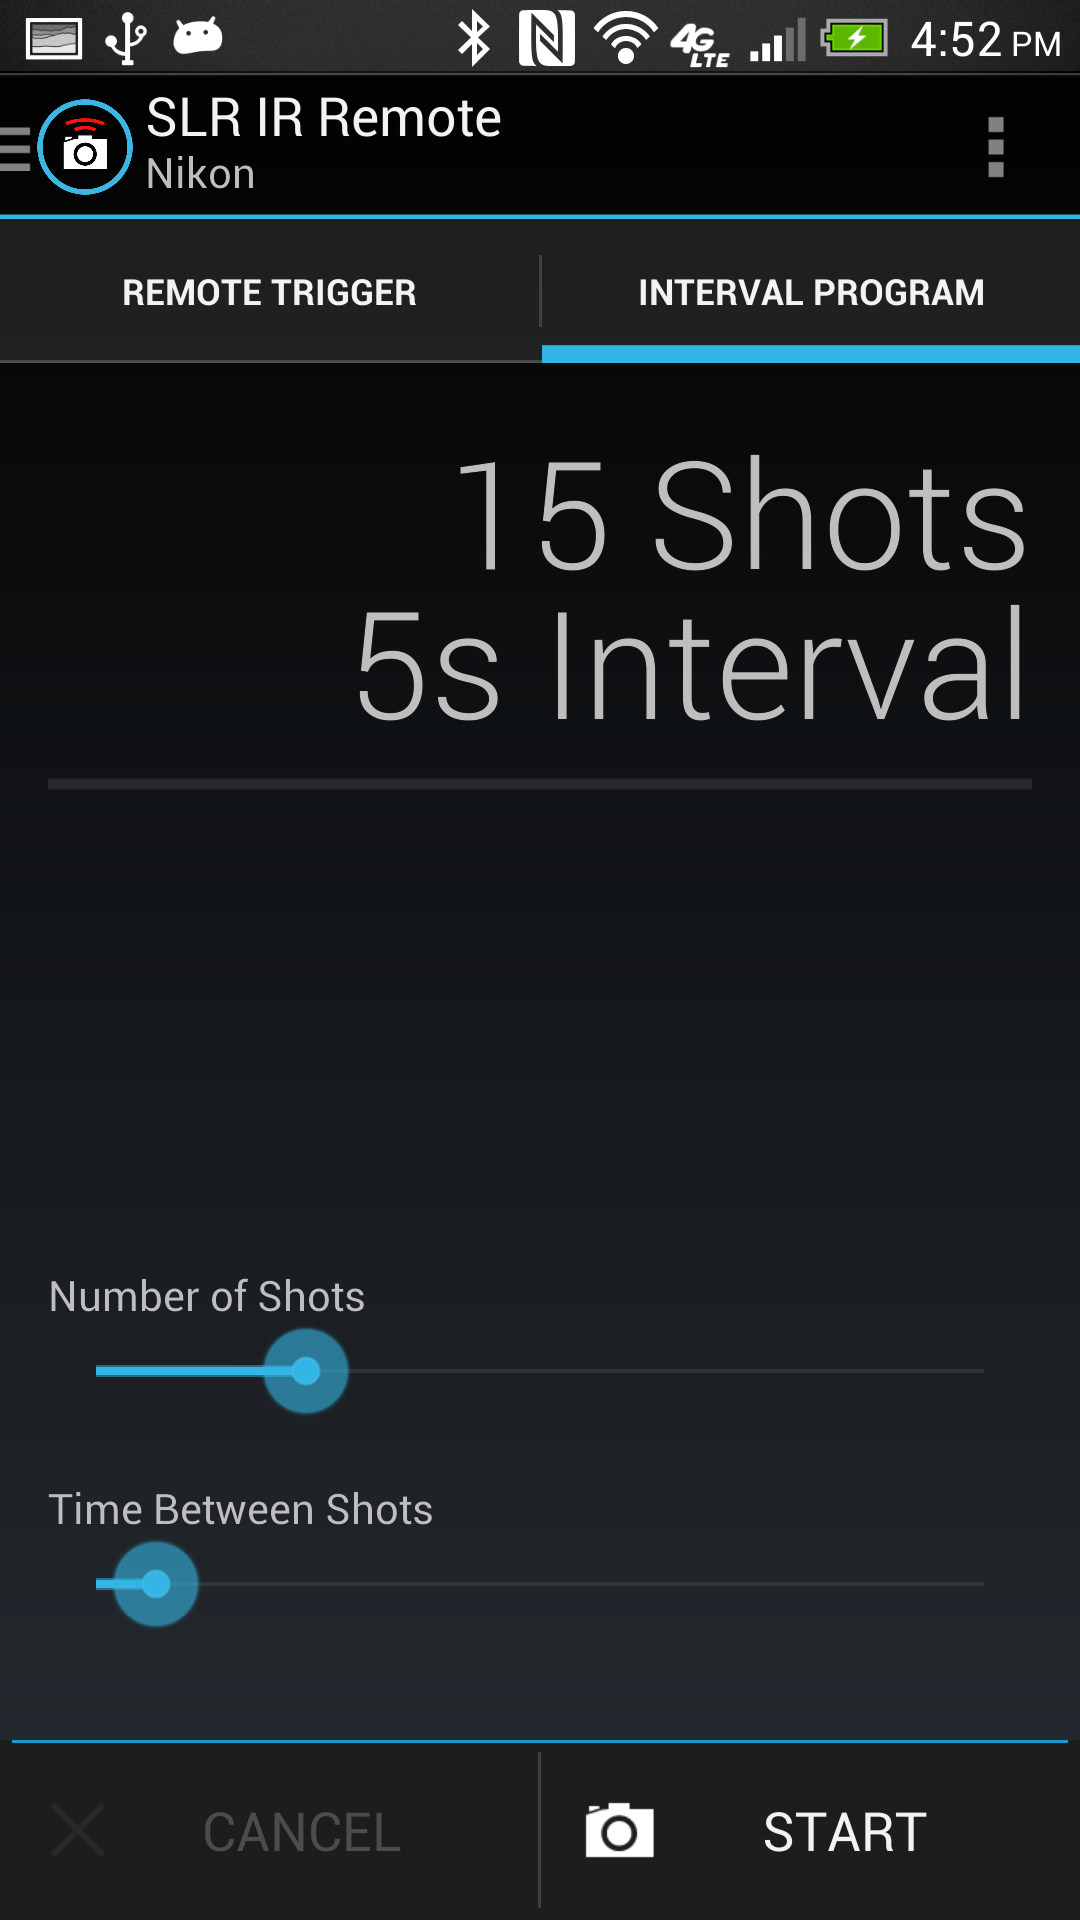 4G LTE 4:52 PM
SLR IR Remote
Nikon
REMOTE TRIGGER
INTERVAL PROGRAM
15 Shots
5s Interval
Number of Shots
Time Between Shots
CANCEL
START